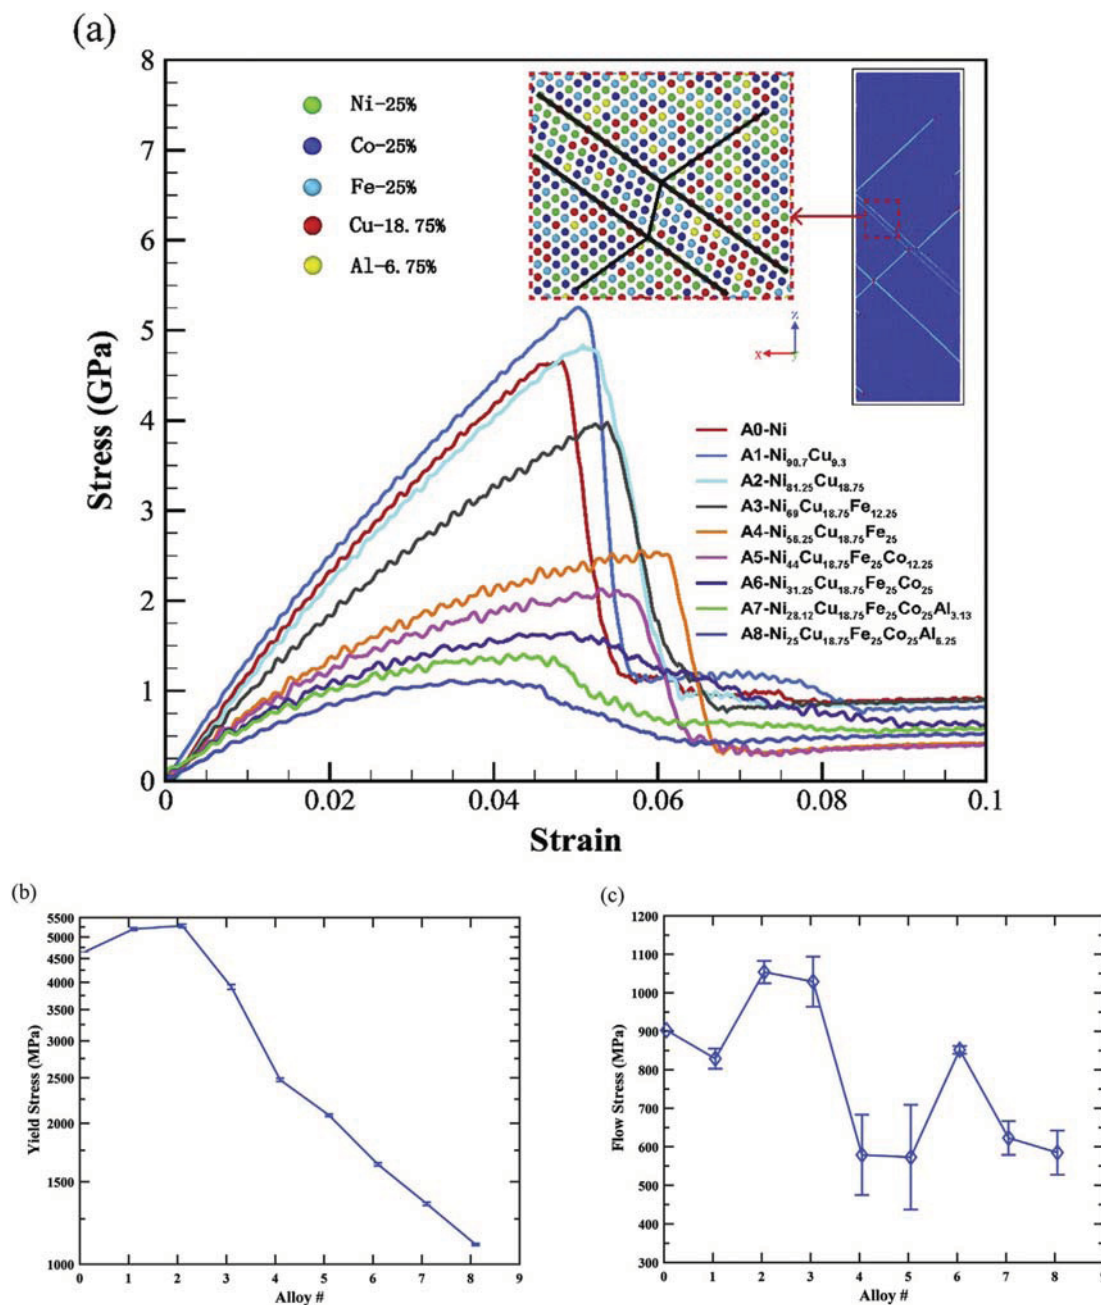 (a)
8
7
6
5
4
3
2
1
0
Stress (GPa)
Ni-25%
Co-25%
Fe-25%
Cu-18.75%
Al-6.75%
z
x
y
A0-Ni
A1-Ni90.7Cu9.3
A2-Ni81.25Cu18.75
A3-Ni69Cu18.75Fe12.25
A4-Ni56.25Cu18.75Fe25
A5-Ni44Cu18.75Fe25Co12.25
A6-Ni31.25Cu18.75Fe25Co25
A7-Ni28.12Cu18.75Fe25Co25Al3.13
A8-Ni25Cu18.75Fe25Co25Al6.25
0 0.02 0.04 0.06 0.08 0.1
Strain
(b)
5500
5000
4000
3500
3000
2500
2000
1500
1000
Yield Stress (MPa)
0 1 2 3 4 5 6 7 8 9
Alloy #
(c)
1200
1100
1000
900
800
700
600
500
400
300
Flow Stress (MPa)
0 1 2 3 4 5 6 7 8 9
Alloy #